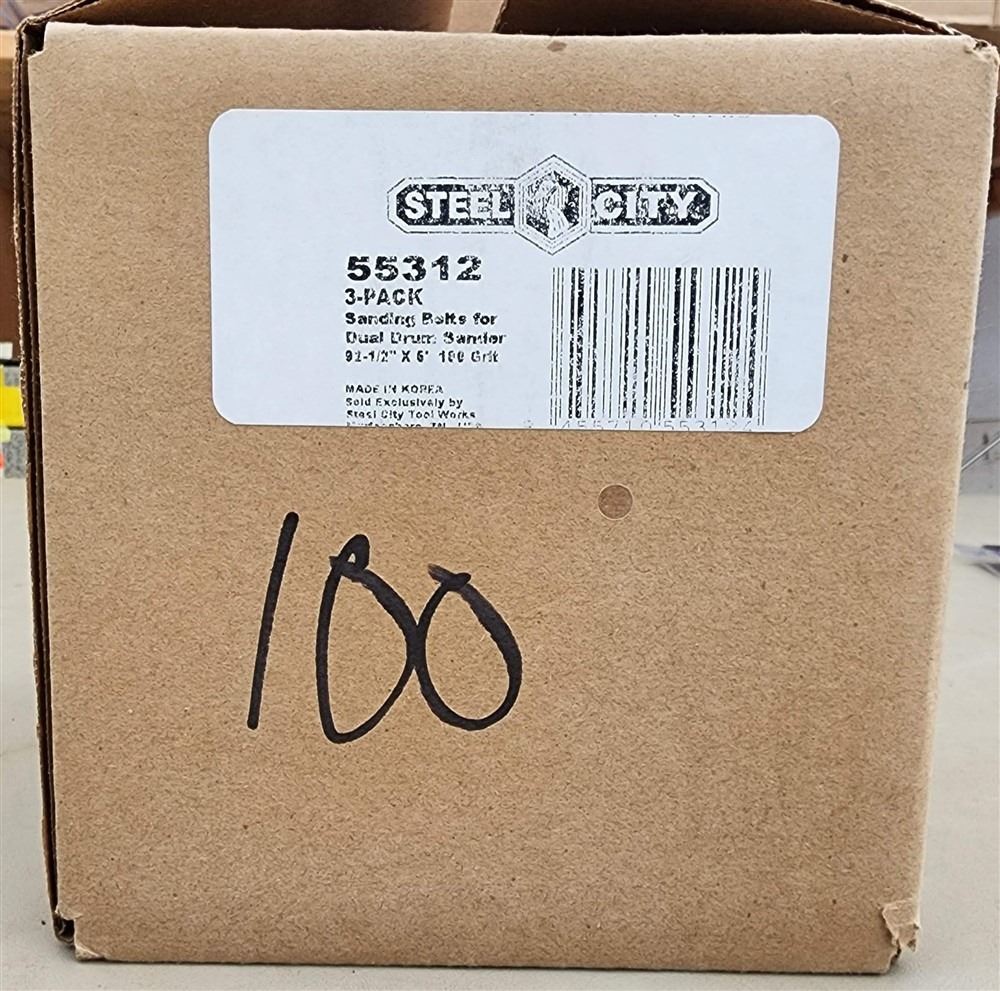 STEEL CITY
55312
3-PACK
Sanding Belts for
Dual Drum Sander
92-1/2" X 6" 100 Grit
MADE IN KOREA
Sold Exclusively by
Steel City Tool Works
100